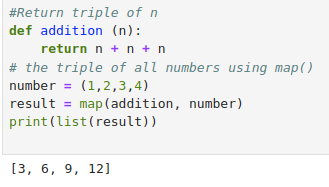 #Return triple of n
def addition (n):
    return n + n + n
# the triple of all numbers using map()
number = (1,2,3,4)
result = map(addition, number)
print(list(result))
[3, 6, 9, 12]